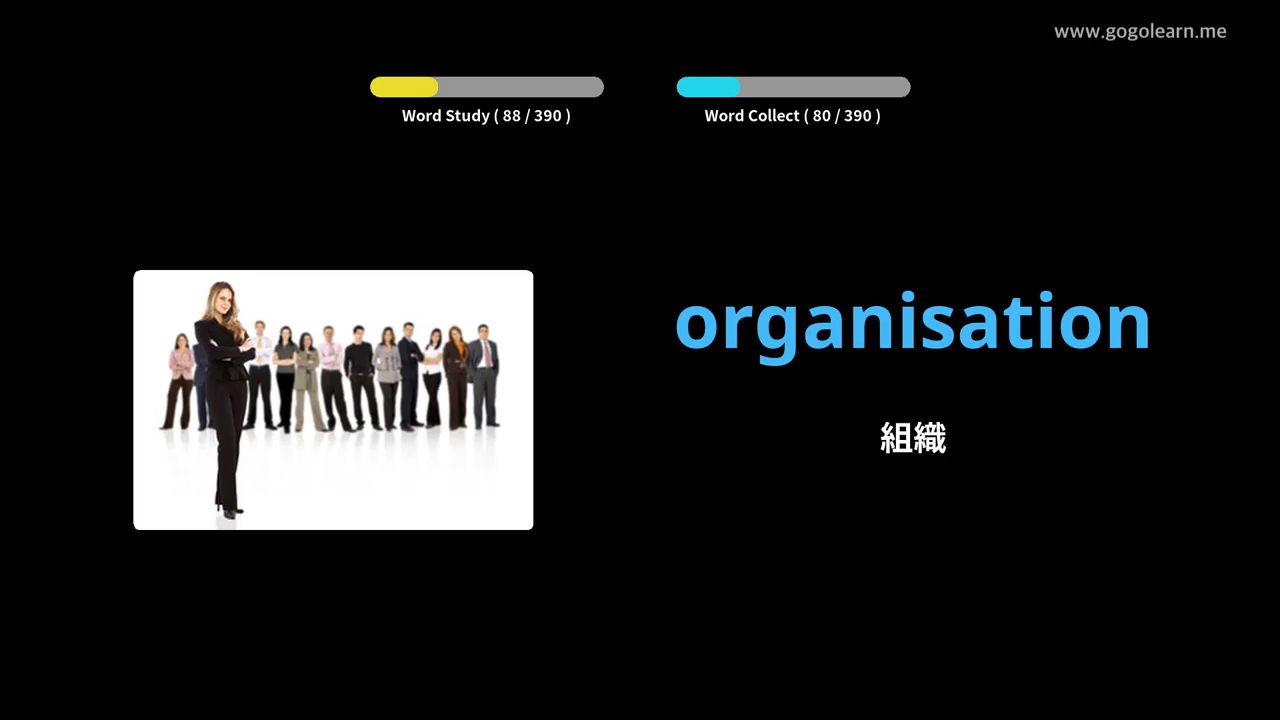 www.gogolearn.me
Word Study ( 88 / 390 )
Word Collect ( 80 / 390 )
organisation
組織